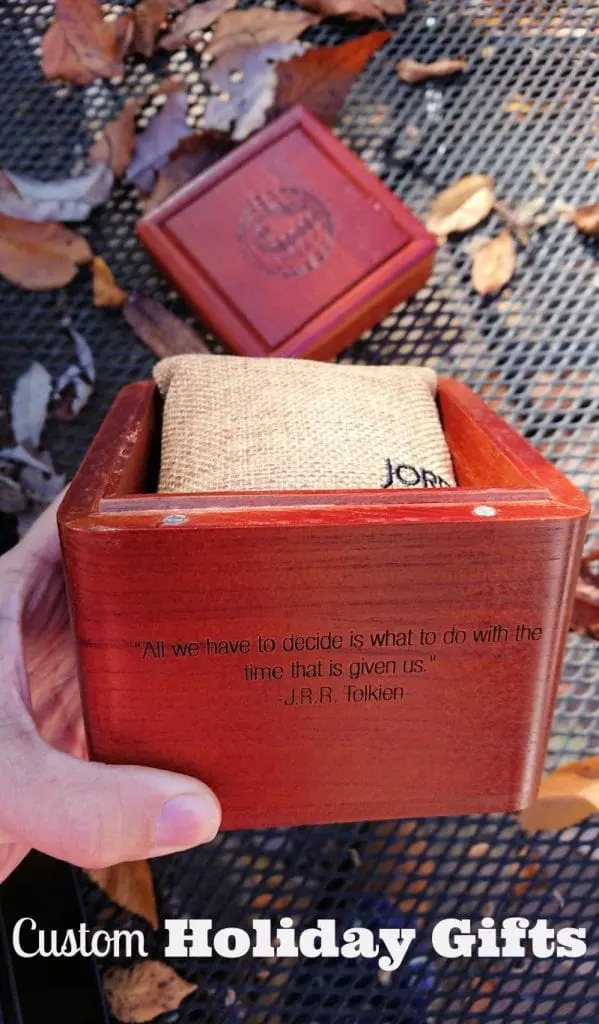 JOR
"All we have to decide is what to do with the
time that is given us."
-J.R.R. Tolkien
Custom Holiday Gifts